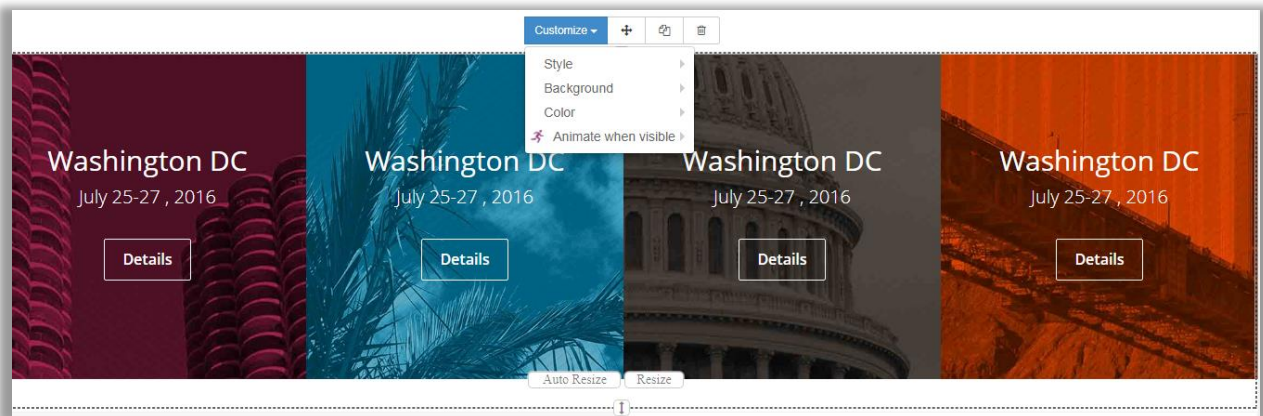 Customize
Style
Background
Color
Animate when visible
Washington DC
July 25-27 , 2016
Details
Washington DC
July 25-27 , 2016
Details
Washington DC
July 25-27 , 2016
Details
Washington DC
July 25-27 , 2016
Details
Auto Resize
Resize